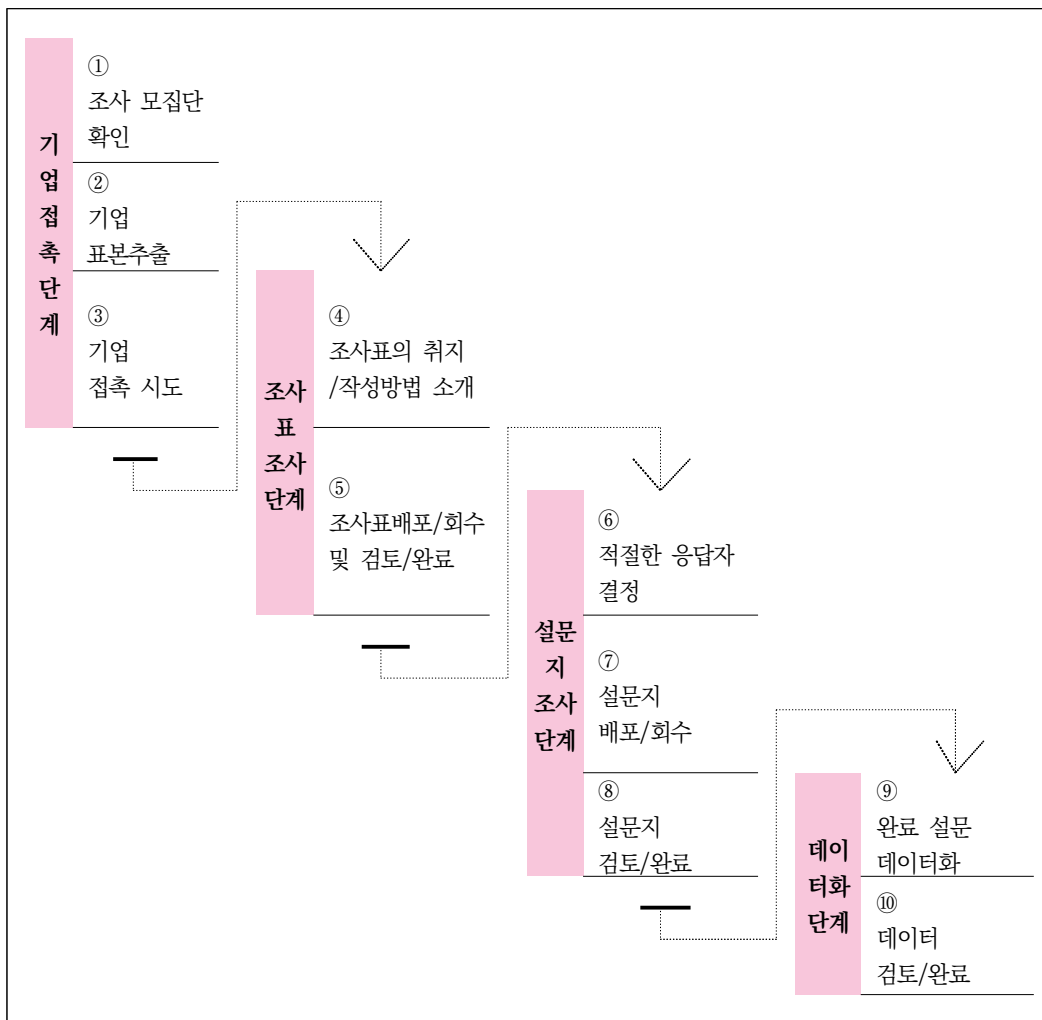 기
업
접
촉
단
계
①
조사 모집단
확인
②
기업
표본추출
③
기업
접촉 시도
조사
표
조사
단계
④
조사표의 취지
/작성방법 소개
⑤
조사표배포/회수
및 검토/완료
설문
지
조사
단계
⑥
적절한 응답자
결정
⑦
설문지
배포/회수
⑧
설문지
검토/완료
데이
터화
단계
⑨
완료 설문
데이터화
⑩
데이터
검토/완료